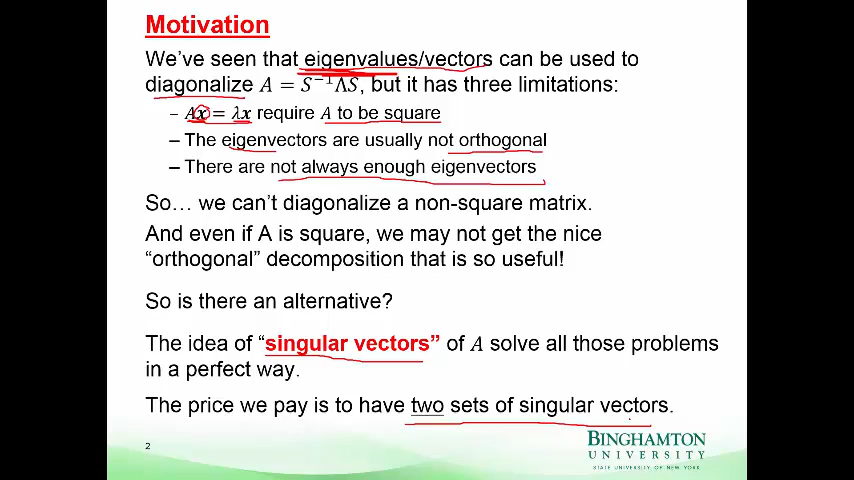 Motivation
We've seen that eigenvalues/vectors can be used to
diagonalize A = S⁻¹ΛS, but it has three limitations:
– Ax = λx require A to be square
– The eigenvectors are usually not orthogonal
– There are not always enough eigenvectors
So… we can't diagonalize a non-square matrix.
And even if A is square, we may not get the nice
“orthogonal” decomposition that is so useful!
So is there an alternative?
The idea of “singular vectors” of A solve all those problems
in a perfect way.
The price we pay is to have two sets of singular vectors.
2
BINGHAMTON
UNIVERSITY
STATE UNIVERSITY OF NEW YORK